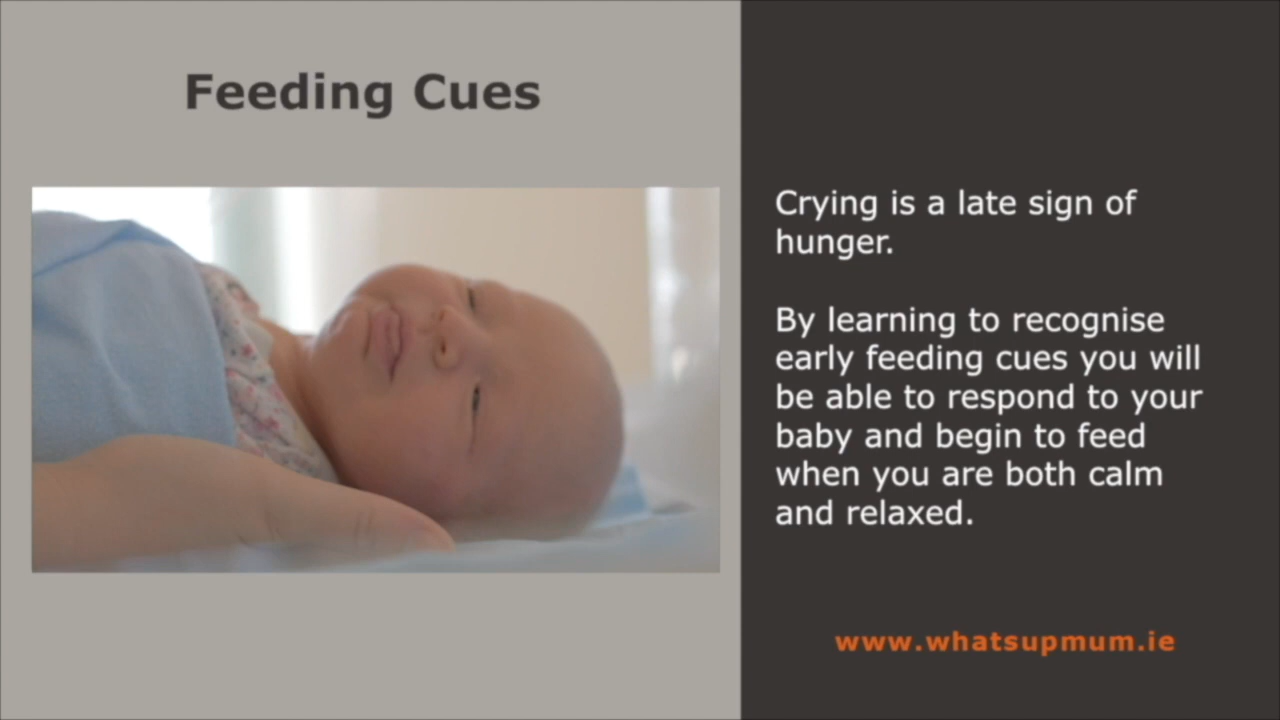 Feeding Cues
Crying is a late sign of
hunger.
By learning to recognise
early feeding cues you will
be able to respond to your
baby and begin to feed
when you are both calm
and relaxed.
www.whatsupmum.ie